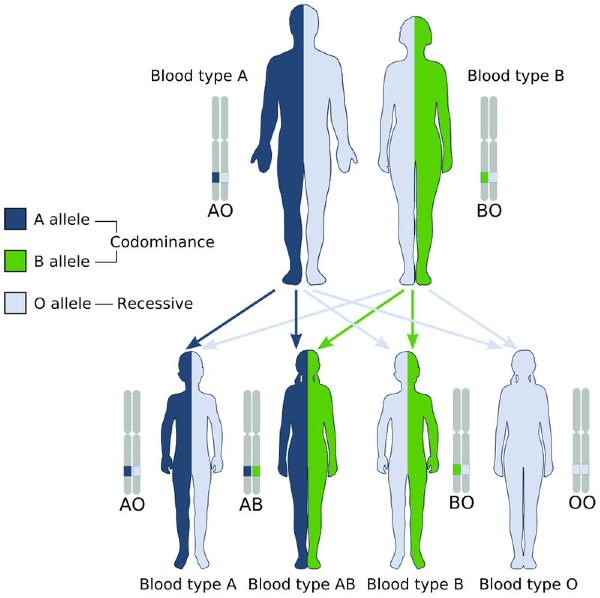 Blood type A
Blood type B
AO
BO
A allele
Codominance
B allele
O allele
Recessive
AO
AB
BO
OO
Blood type A
Blood type AB
Blood type B
Blood type O